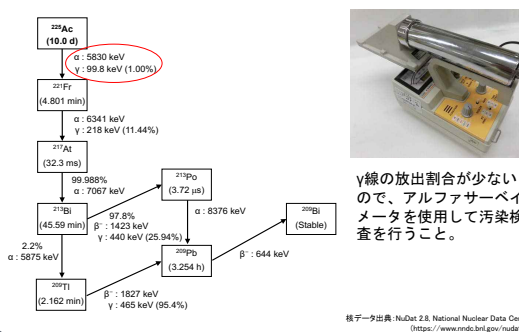 ²²⁵Ac
(10.0 d)
α : 5830 keV
γ : 99.8 keV (1.00%)
²²¹Fr
(4.801 min)
α : 6341 keV
γ : 218 keV (11.44%)
²¹⁷At
(32.3 ms)
99.988%
α : 7067 keV
²¹³Po
(3.72 μs)
²¹³Bi
(45.59 min)
97.8%
β⁻ : 1423 keV
γ : 440 keV (25.94%)
α : 8376 keV
²⁰⁹Bi
(Stable)
2.2%
α : 5875 keV
²⁰⁹Pb
(3.254 h)
β⁻ : 644 keV
²⁰⁹Tl
(2.162 min)
β⁻ : 1827 keV
γ : 465 keV (95.4%)
γ線の放出割合が少ない
ので、アルファサーベイ
メータを使用して汚染検
査を行うこと。
核データ出典：NuDat 2.8, National Nuclear Data Cen
(https://www.nndc.bnl.gov/nuda